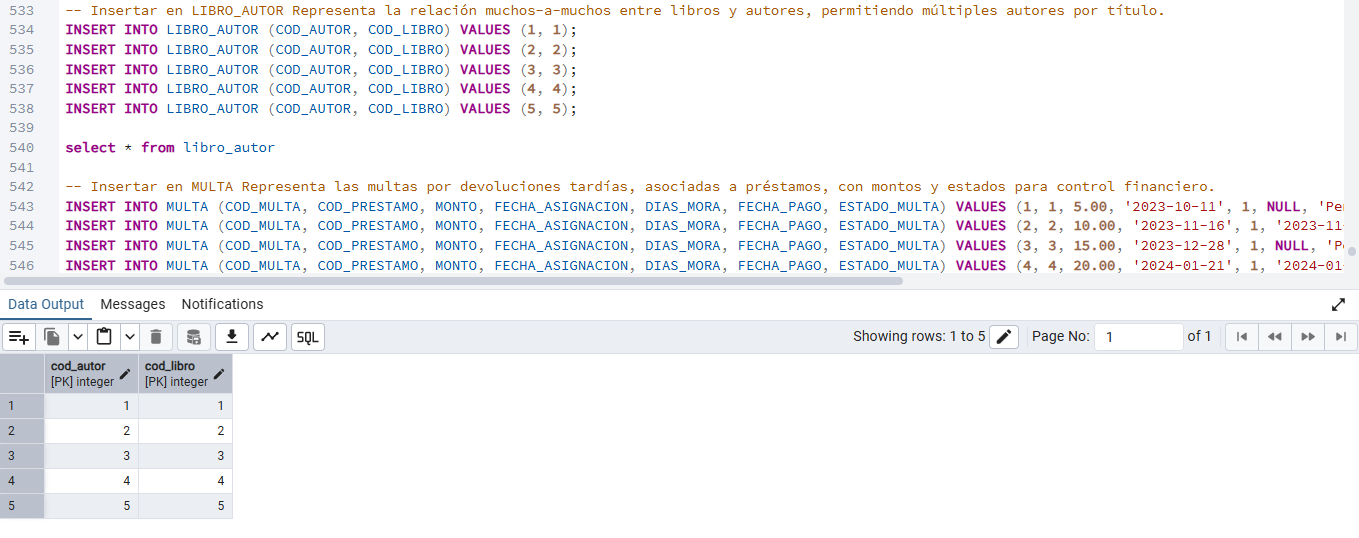 533 -- Insertar en LIBRO_AUTOR Representa la relación muchos-a-muchos entre libros y autores, permitiendo múltiples autores por título.
534 INSERT INTO LIBRO_AUTOR (COD_AUTOR, COD_LIBRO) VALUES (1, 1);
535 INSERT INTO LIBRO_AUTOR (COD_AUTOR, COD_LIBRO) VALUES (2, 2);
536 INSERT INTO LIBRO_AUTOR (COD_AUTOR, COD_LIBRO) VALUES (3, 3);
537 INSERT INTO LIBRO_AUTOR (COD_AUTOR, COD_LIBRO) VALUES (4, 4);
538 INSERT INTO LIBRO_AUTOR (COD_AUTOR, COD_LIBRO) VALUES (5, 5);
539
540 select * from libro_autor
541
542 -- Insertar en MULTA Representa las multas por devoluciones tardías, asociadas a préstamos, con montos y estados para control financiero.
543 INSERT INTO MULTA (COD_MULTA, COD_PRESTAMO, MONTO, FECHA_ASIGNACION, DIAS_MORA, FECHA_PAGO, ESTADO_MULTA) VALUES (1, 1, 5.00, '2023-10-11', 1, NULL, 'Pe
544 INSERT INTO MULTA (COD_MULTA, COD_PRESTAMO, MONTO, FECHA_ASIGNACION, DIAS_MORA, FECHA_PAGO, ESTADO_MULTA) VALUES (2, 2, 10.00, '2023-11-16', 1, '2023-11-
545 INSERT INTO MULTA (COD_MULTA, COD_PRESTAMO, MONTO, FECHA_ASIGNACION, DIAS_MORA, FECHA_PAGO, ESTADO_MULTA) VALUES (3, 3, 15.00, '2023-12-28', 1, NULL, 'P
546 INSERT INTO MULTA (COD_MULTA, COD_PRESTAMO, MONTO, FECHA_ASIGNACION, DIAS_MORA, FECHA_PAGO, ESTADO_MULTA) VALUES (4, 4, 20.00, '2024-01-21', 1, '2024-01-
Data Output Messages Notifications
SQL Showing rows: 1 to 5 Page No: 1 of 1
cod_autor cod_libro
[PK] integer [PK] integer
1 1 1
2 2 2
3 3 3
4 4 4
5 5 5